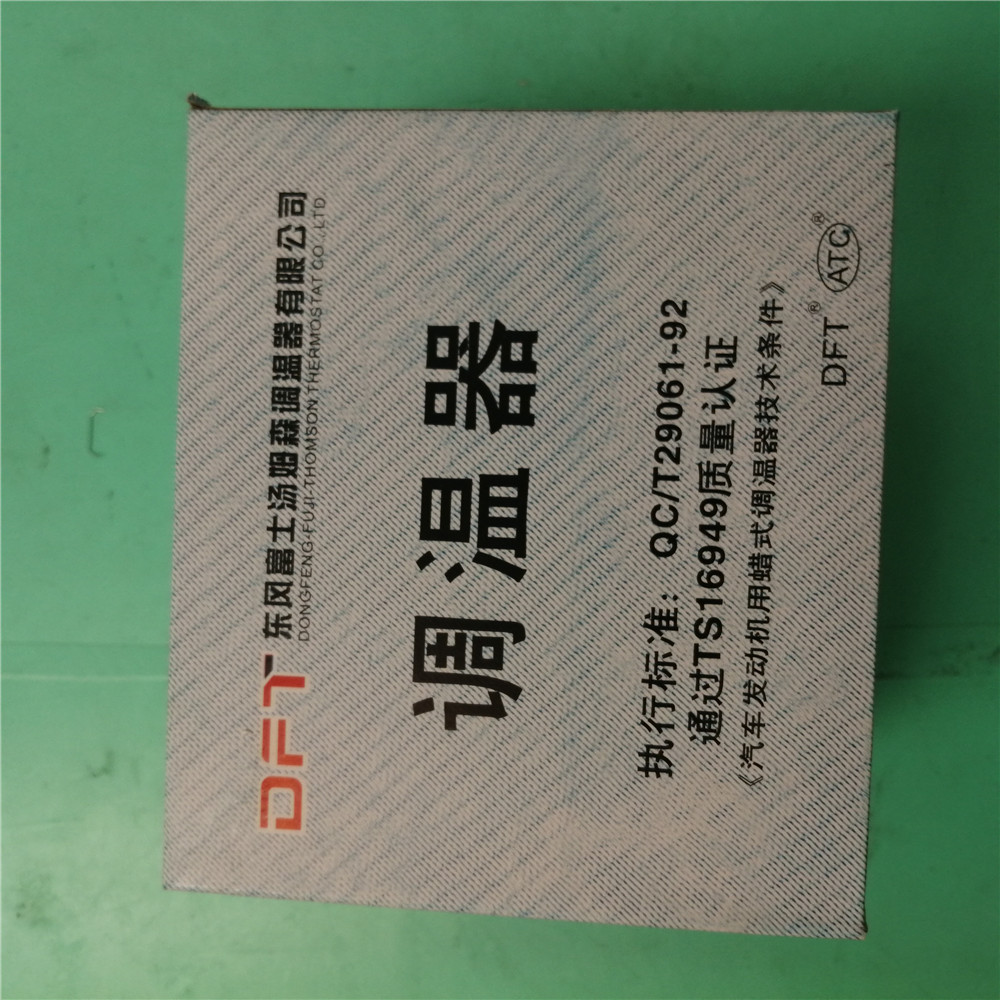 DFT 东风富士汤姆森调温器有限公司
DONGFENG-FUJI-THOMSON THERMOSTAT CO.,LTD
调温器
执行标准：QC/T29061-92
通过TS16949质量认证
《汽车发动机用蜡式调温器技术条件》
DFT® ATC®